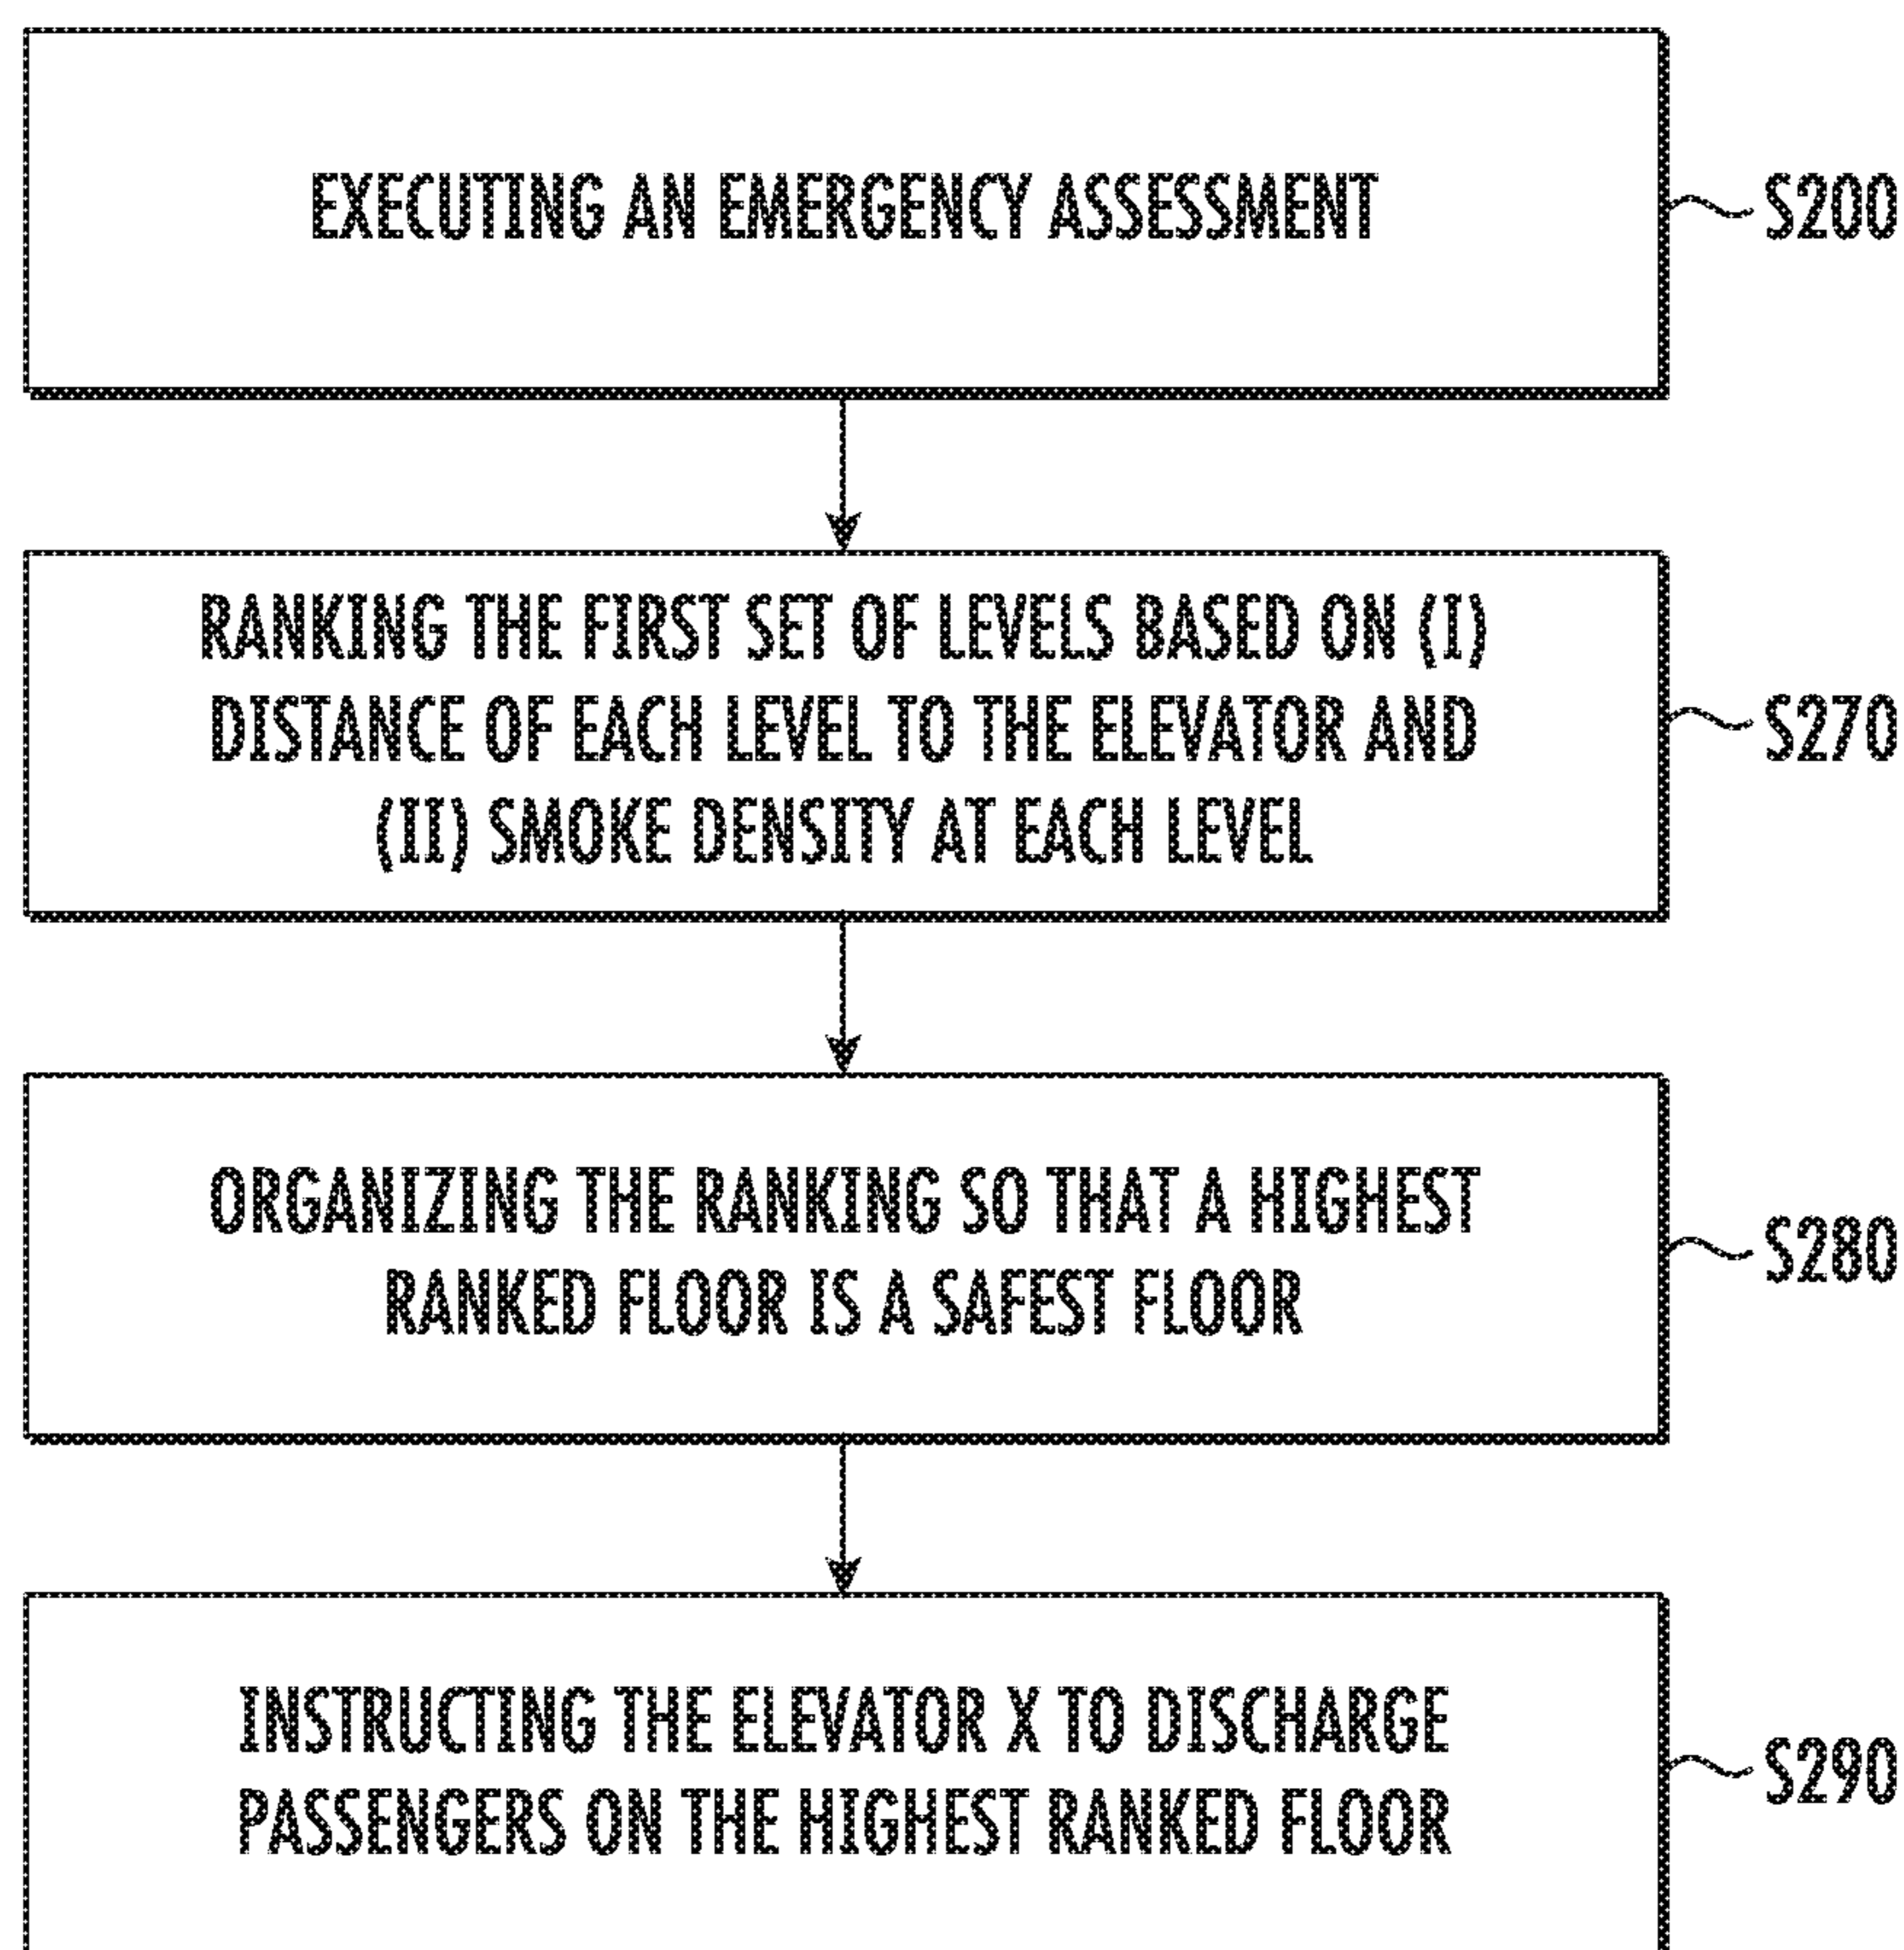 EXECUTING AN EMERGENCY ASSESSMENT
S200
RANKING THE FIRST SET OF LEVELS BASED ON (I)
DISTANCE OF EACH LEVEL TO THE ELEVATOR AND
(II) SMOKE DENSITY AT EACH LEVEL
S270
ORGANIZING THE RANKING SO THAT A HIGHEST
RANKED FLOOR IS A SAFEST FLOOR
S280
INSTRUCTING THE ELEVATOR X TO DISCHARGE
PASSENGERS ON THE HIGHEST RANKED FLOOR
S290